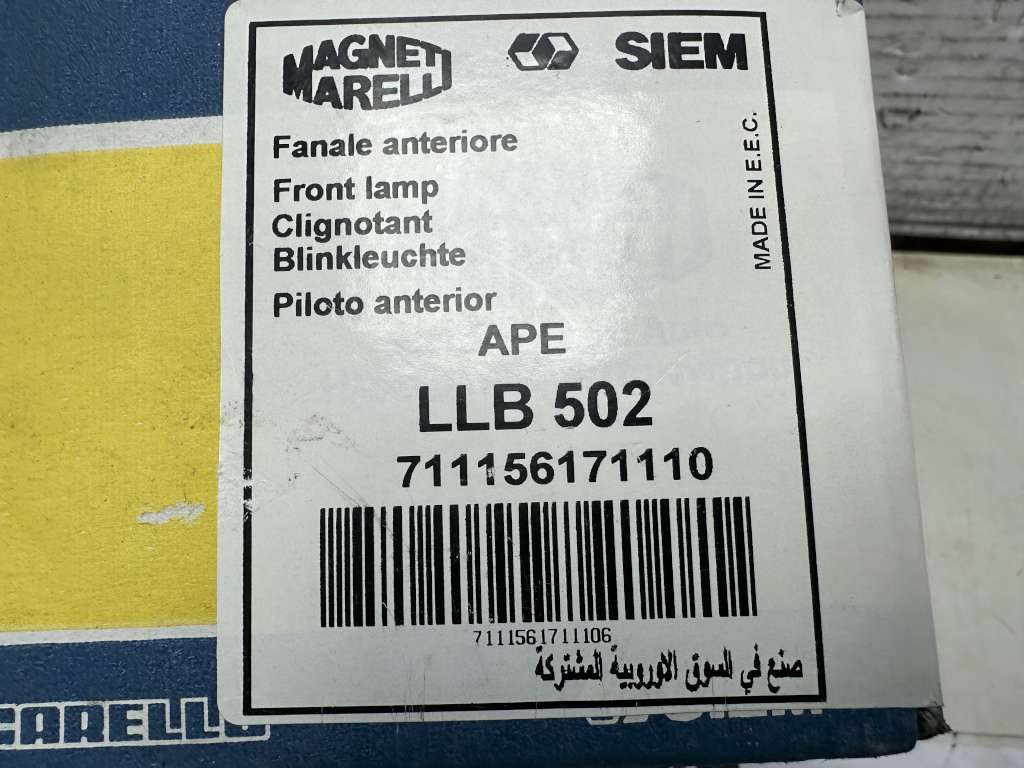 MAGNETI MARELLI
SIEM
MADE IN E.E.C.
Fanale anteriore
Front lamp
Clignotant
Blinkleuchte
Piloto anterior
APE
LLB 502
711156171110
7111561711106
صنع في السوق الاوروبية المشتركة
CARELLO